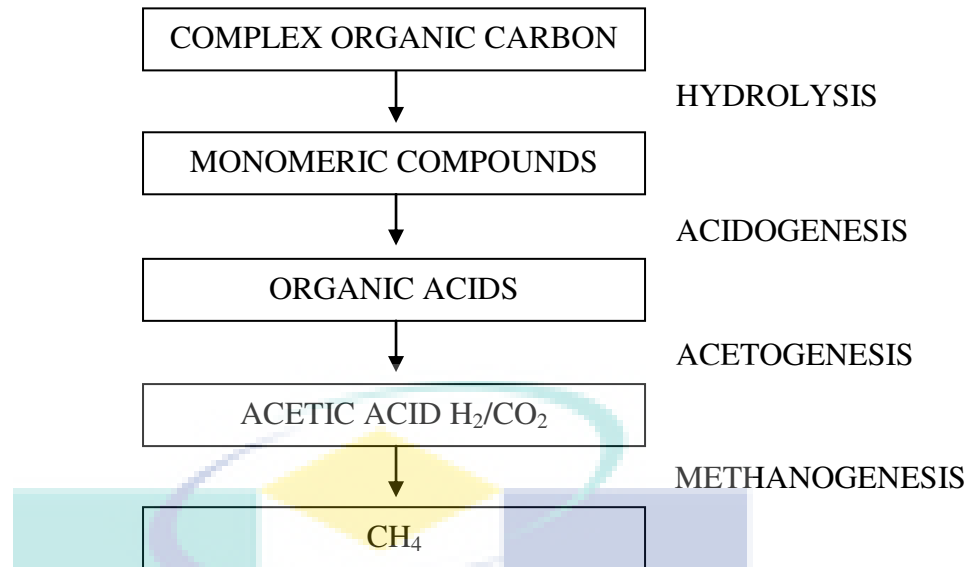 COMPLEX ORGANIC CARBON
HYDROLYSIS
MONOMERIC COMPOUNDS
ACIDOGENESIS
ORGANIC ACIDS
ACETOGENESIS
ACETIC ACID H₂/CO₂
METHANOGENESIS
CH₄